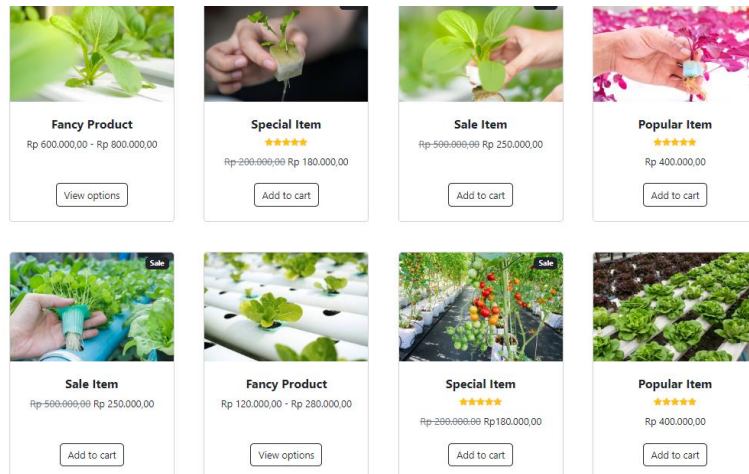 Fancy Product
Rp 600.000,00 - Rp 800.000,00
View options
Special Item
Rp 200.000,00 Rp 180.000,00
Add to cart
Sale Item
Rp 500.000,00 Rp 250.000,00
Add to cart
Popular Item
Rp 400.000,00
Add to cart
Sale
Sale Item
Rp 500.000,00 Rp 250.000,00
Add to cart
Fancy Product
Rp 120.000,00 - Rp 280.000,00
View options
Sale
Special Item
Rp 200.000.00 Rp180.000,00
Add to cart
Popular Item
Rp 400.000,00
Add to cart